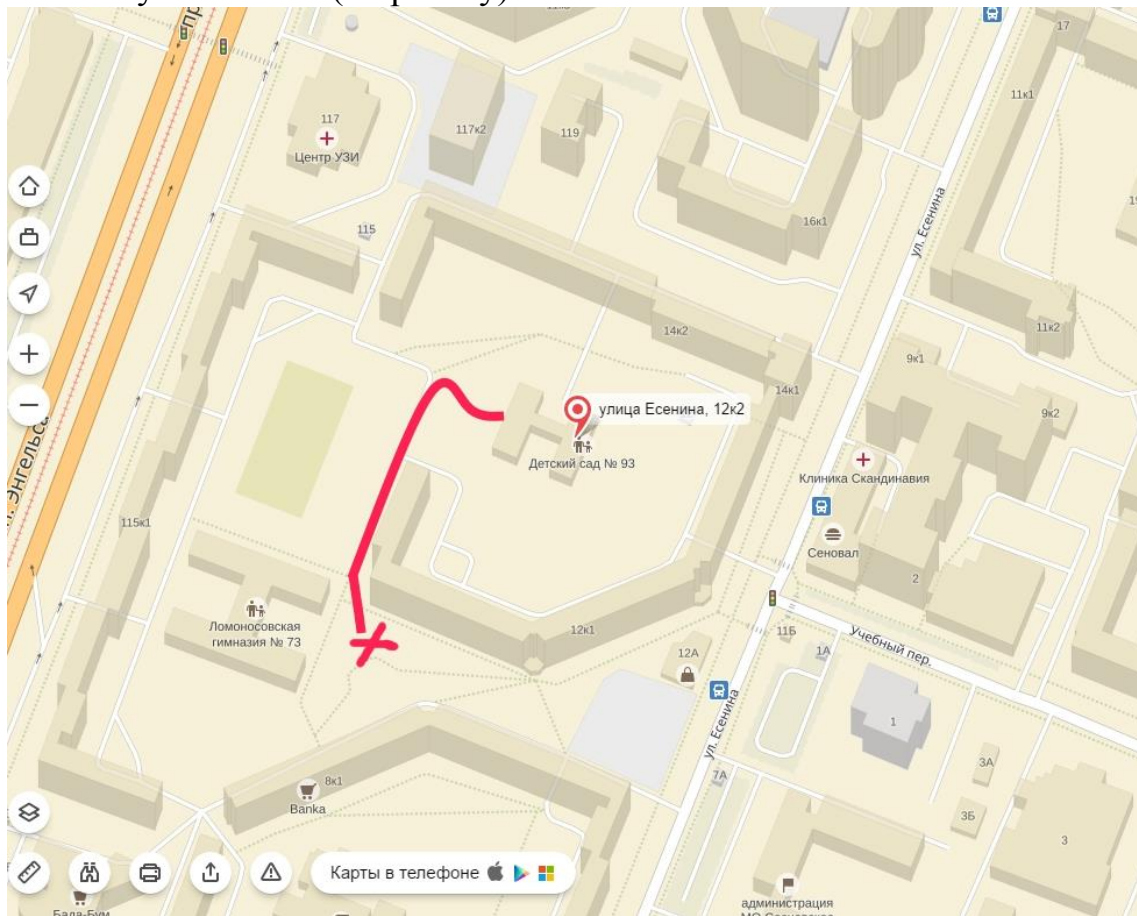 117
Центр УЗИ
117к2
119
17
11к1
115
16к1
ул. Есенина
14к2
11к2
9к1
14к1
9к2
улица Есенина, 12к2
Детский сад № 93
Клиника Скандинавия
Энгельса
115к1
Сеновал
2
Ломоносовская
гимназия № 73
12к1
11Б
Учебный пер.
12А
1А
1
ул. Есенина
7А
3А
8к1
Banka
3Б
3
Карты в телефоне
администрация